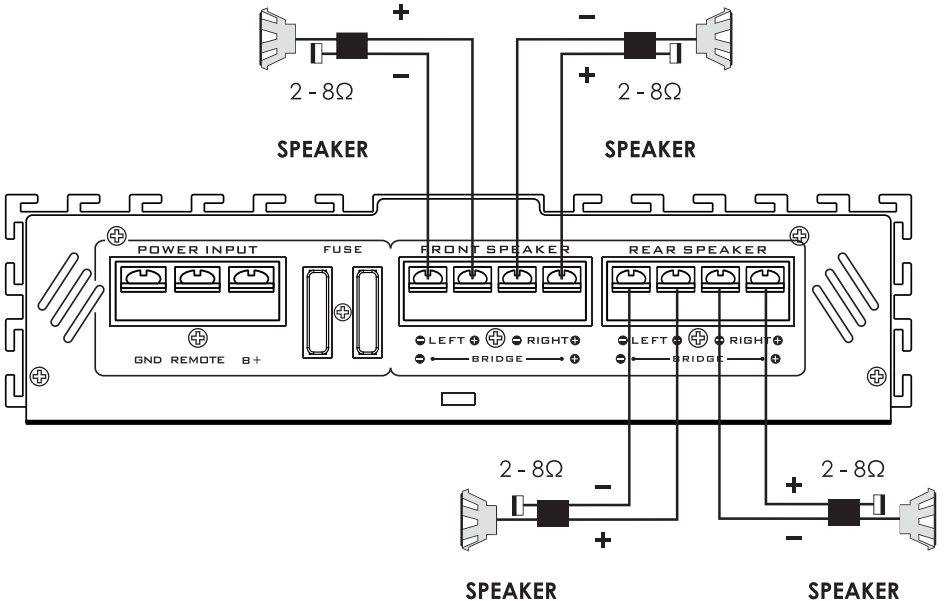 +
−
−
+
2 - 8Ω
2 - 8Ω
SPEAKER
SPEAKER
POWER INPUT
FUSE
FRONT SPEAKER
REAR SPEAKER
⊖ LEFT ⊕ ⊖ RIGHT ⊕
⊖ LEFT ⊕ ⊖ RIGHT ⊕
GND REMOTE B+
⊖ BRIDGE ⊕
⊖ BRIDGE ⊕
2 - 8Ω
2 - 8Ω
−
+
+
−
SPEAKER
SPEAKER